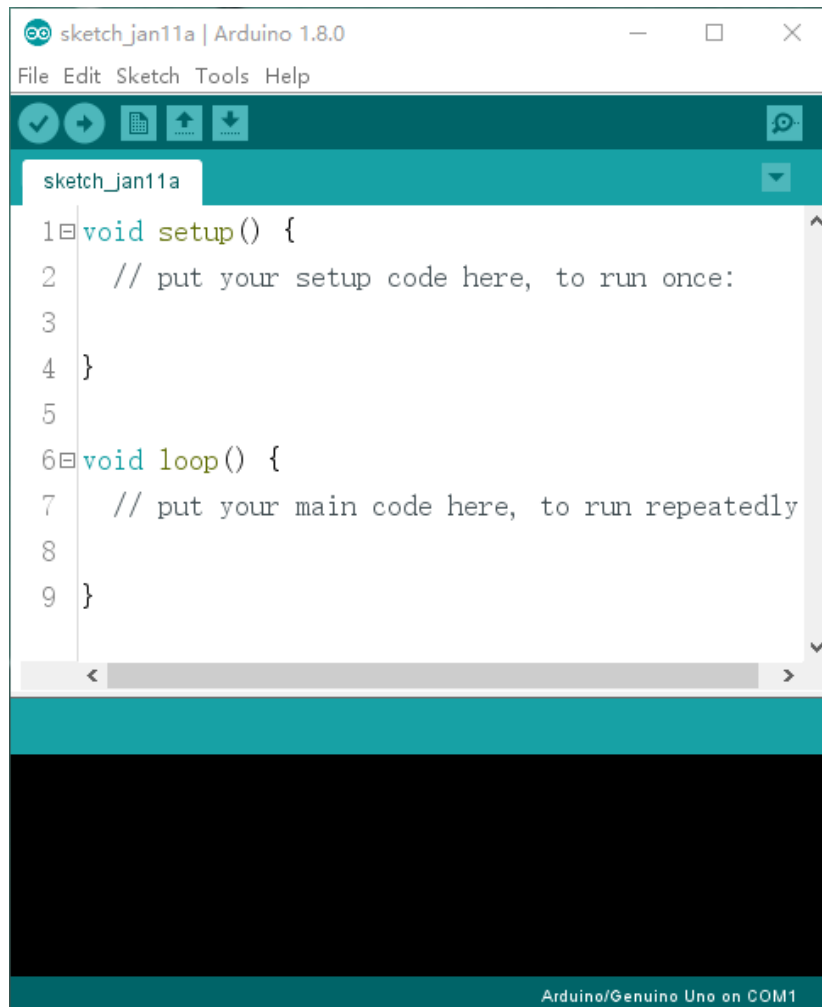 sketch_jan11a | Arduino 1.8.0
File Edit Sketch Tools Help
sketch_jan11a
1 void setup() {
2   // put your setup code here, to run once:
3
4 }
5
6 void loop() {
7   // put your main code here, to run repeatedly
8
9 }
Arduino/Genuino Uno on COM1